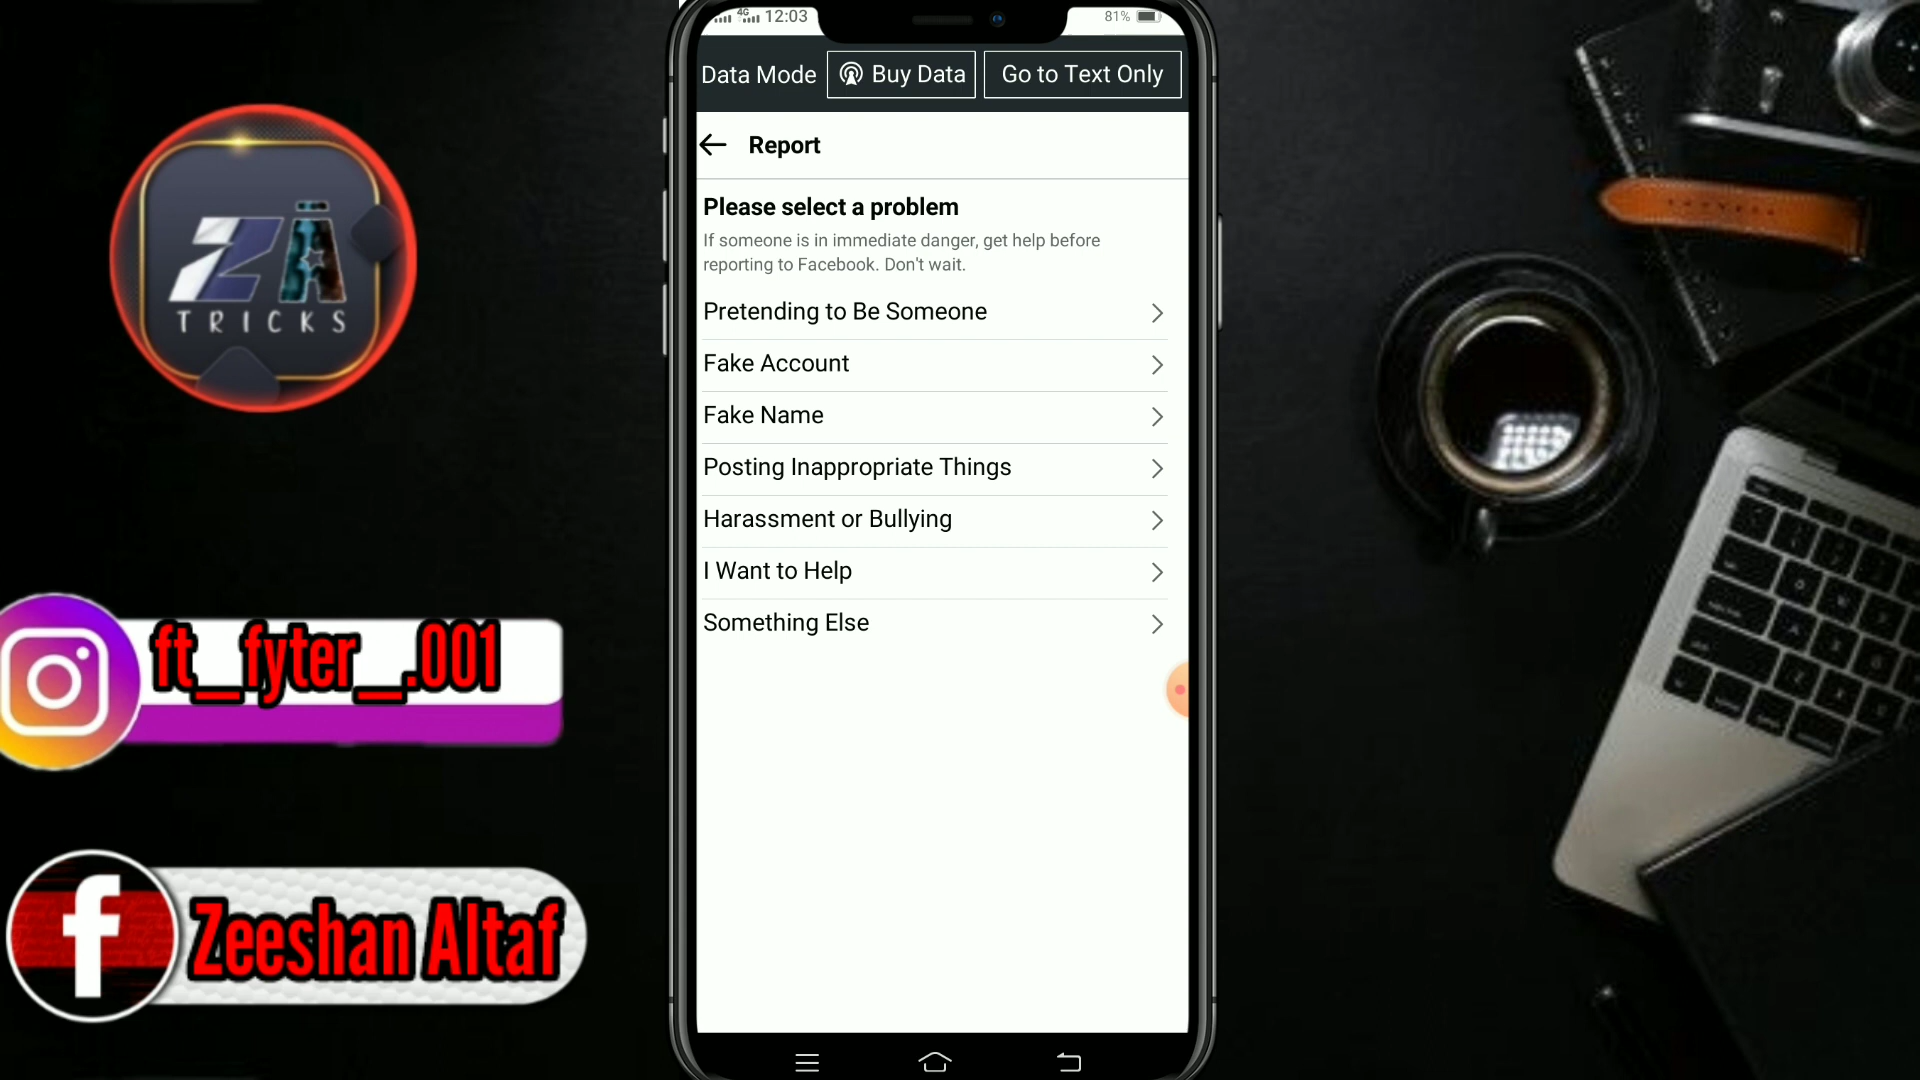 4G 12:03
81%
Data Mode
Buy Data
Go to Text Only
Report
Please select a problem
If someone is in immediate danger, get help before
reporting to Facebook. Don't wait.
Pretending to Be Someone
Fake Account
Fake Name
Posting Inappropriate Things
Harassment or Bullying
I Want to Help
Something Else
ZĀ
TRICKS
ft_fyter_.001
f
Zeeshan Altaf